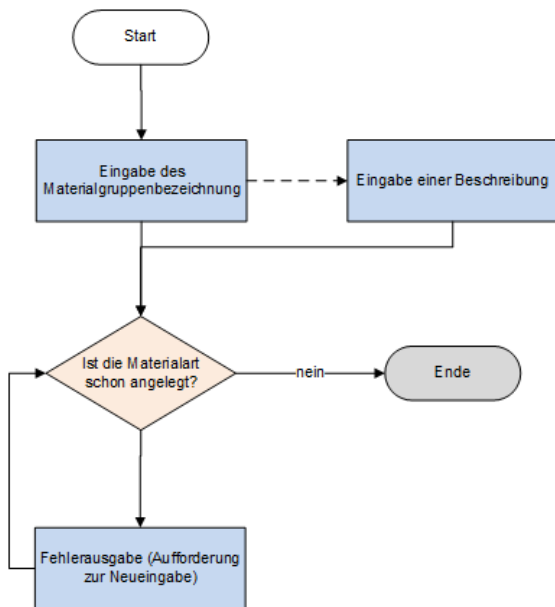 Start
Eingabe des
Materialgruppenbezeichnung
Eingabe einer Beschreibung
Ist die Materialart
schon angelegt?
nein
Ende
Fehlerausgabe (Aufforderung
zur Neueingabe)